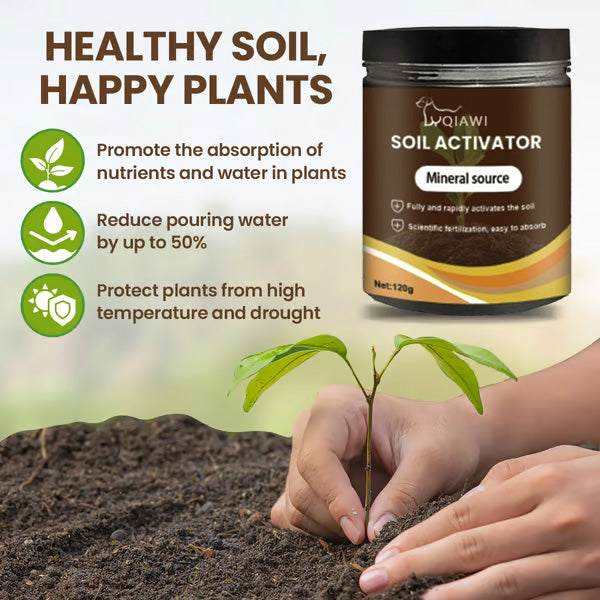 HEALTHY SOIL,
HAPPY PLANTS
Promote the absorption of
nutrients and water in plants
Reduce pouring water
by up to 50%
Protect plants from high
temperature and drought
QIAWI
SOIL ACTIVATOR
Mineral source
Fully and rapidly activates the soil
Scientific fertilization, easy to absorb
Net:120g